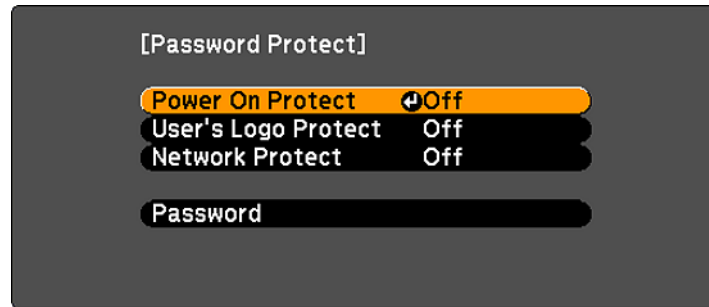 [Password Protect]
Power On Protect Off
User's Logo Protect Off
Network Protect Off
Password